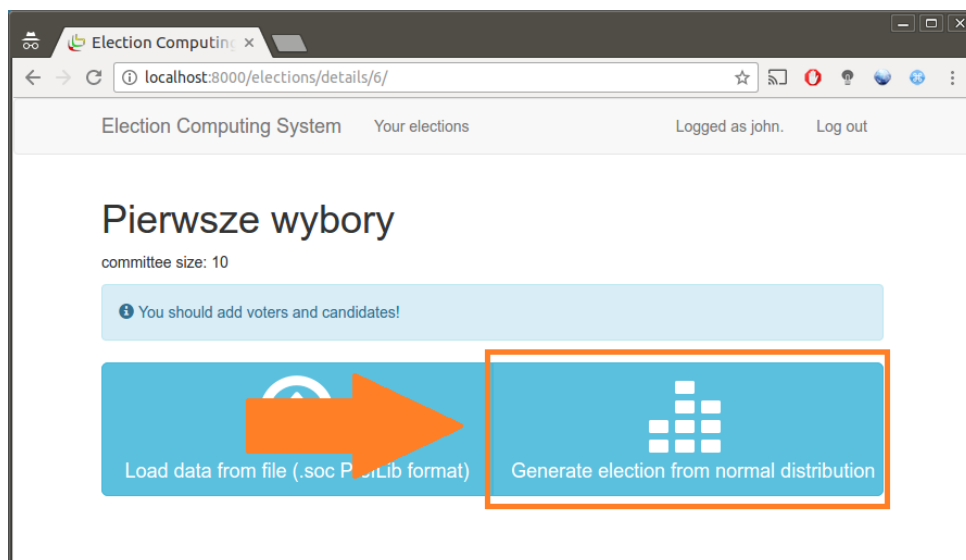 Election Computing
localhost:8000/elections/details/6/
Election Computing System Your elections Logged as john. Log out
Pierwsze wybory
committee size: 10
You should add voters and candidates!
Load data from file (.soc PrefLib format) Generate election from normal distribution